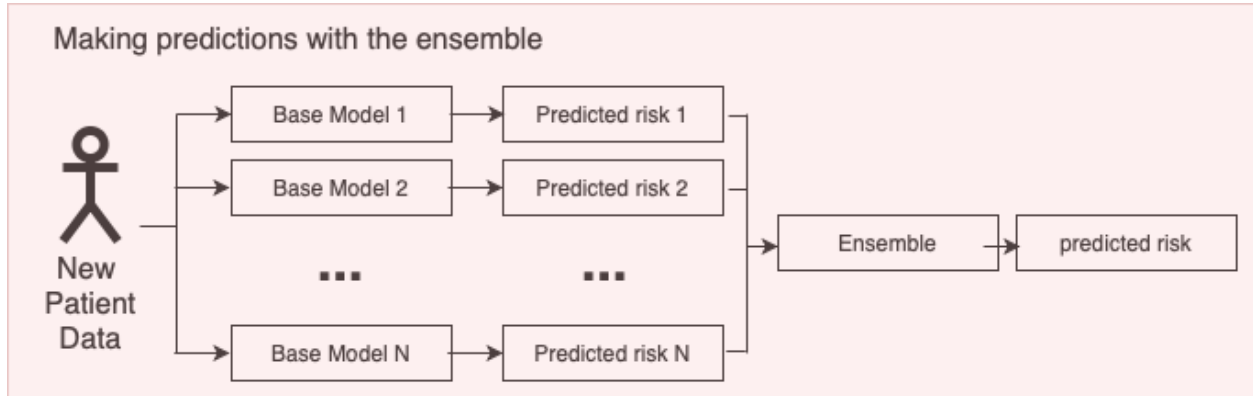 Making predictions with the ensemble
Base Model 1
Predicted risk 1
Base Model 2
Predicted risk 2
Ensemble
predicted risk
New
Patient
Data
...
...
Base Model N
Predicted risk N